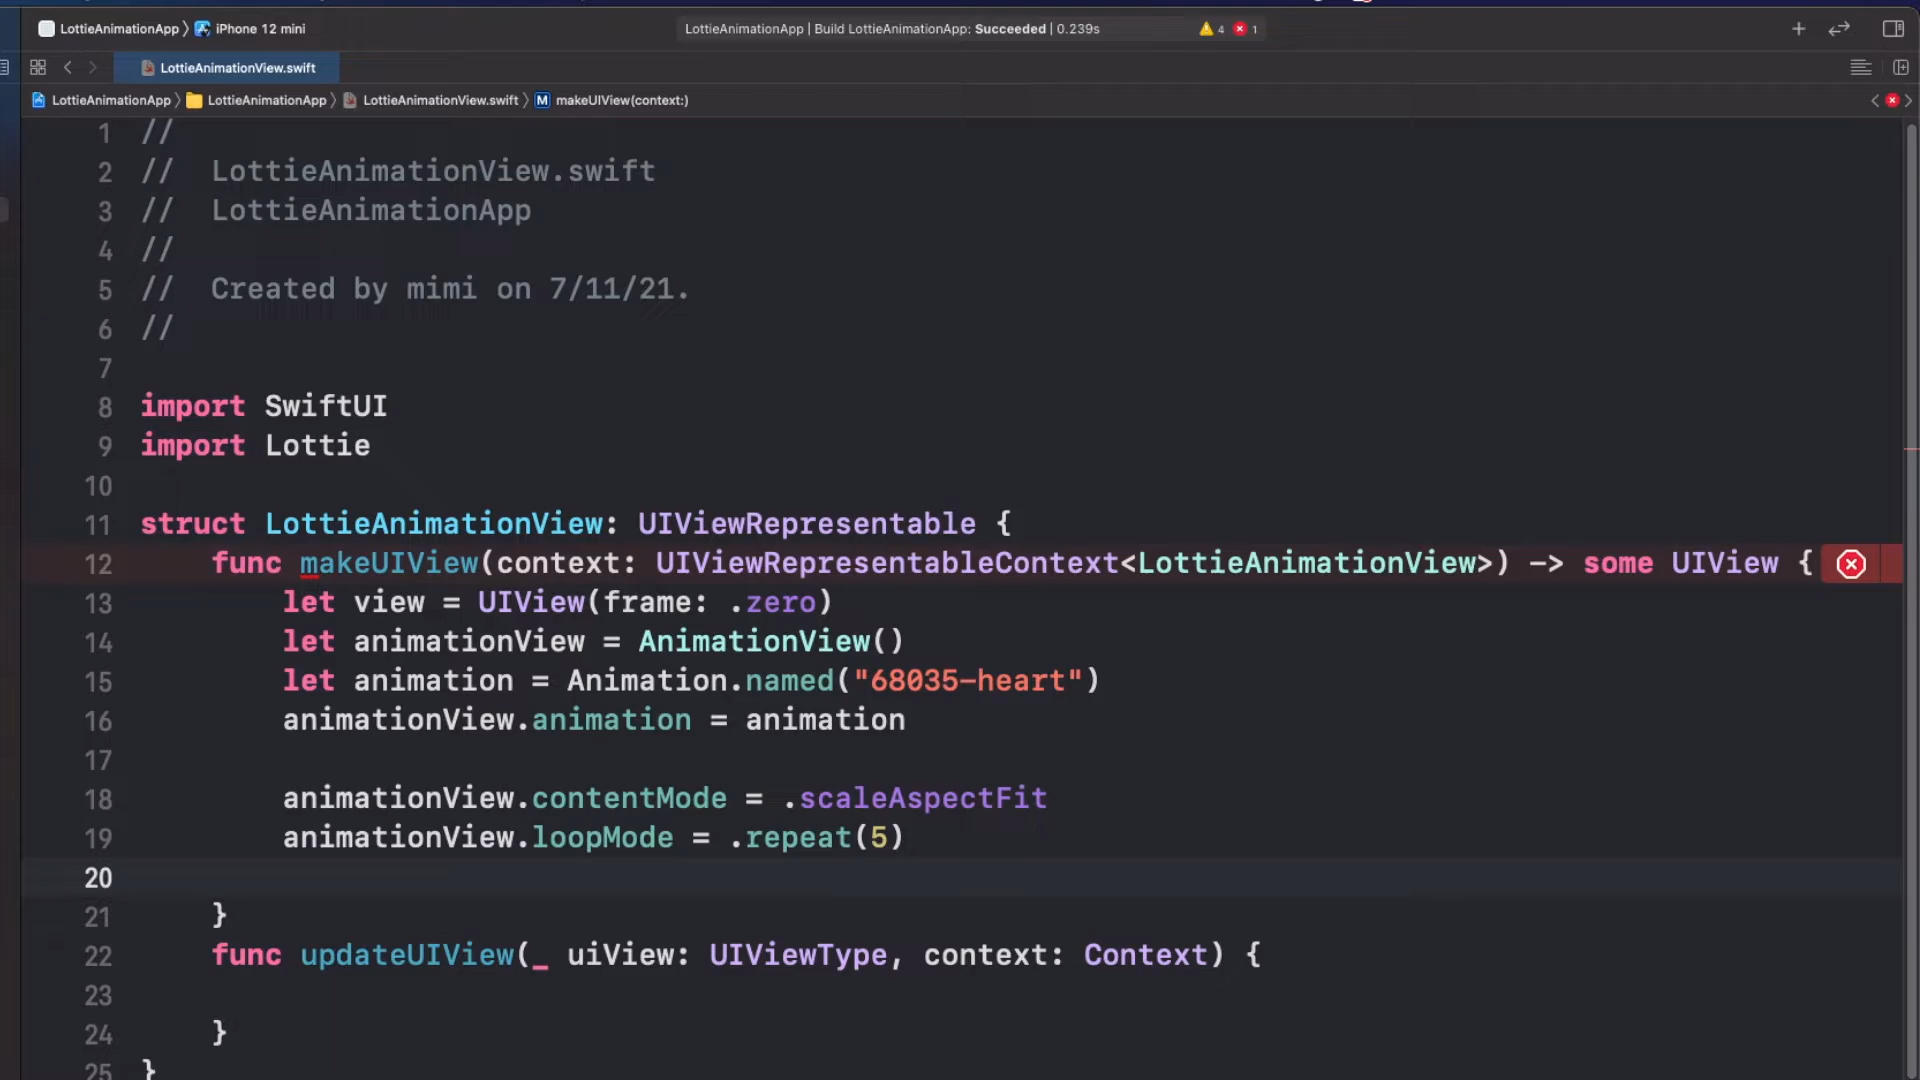 LottieAnimationApp 〉 iPhone 12 mini
LottieAnimationApp | Build LottieAnimationApp: Succeeded | 0.239s
4 1
LottieAnimationView.swift
LottieAnimationApp 〉 LottieAnimationApp 〉 LottieAnimationView.swift 〉 M makeUIView(context:)
1 //
2 //  LottieAnimationView.swift
3 //  LottieAnimationApp
4 //
5 //  Created by mimi on 7/11/21.
6 //
7
8 import SwiftUI
9 import Lottie
10
11 struct LottieAnimationView: UIViewRepresentable {
12     func makeUIView(context: UIViewRepresentableContext<LottieAnimationView>) -> some UIView {
13         let view = UIView(frame: .zero)
14         let animationView = AnimationView()
15         let animation = Animation.named("68035-heart")
16         animationView.animation = animation
17
18         animationView.contentMode = .scaleAspectFit
19         animationView.loopMode = .repeat(5)
20
21     }
22     func updateUIView(_ uiView: UIViewType, context: Context) {
23
24     }
25 }